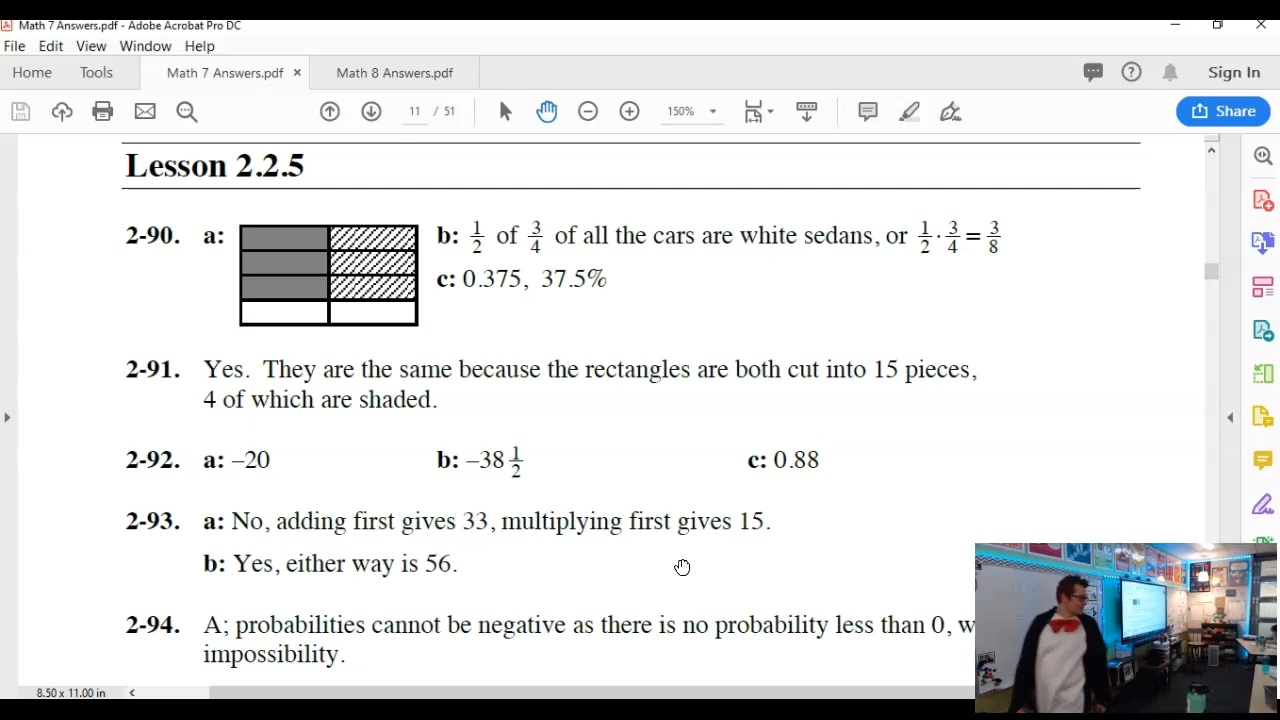 Math 7 Answers.pdf - Adobe Acrobat Pro DC
File Edit View Window Help
Home Tools Math 7 Answers.pdf × Math 8 Answers.pdf Sign In
11 / 51 150% Share
Lesson 2.2.5
2-90. a: b: 1/2 of 3/4 of all the cars are white sedans, or 1/2 · 3/4 = 3/8
c: 0.375, 37.5%
2-91. Yes. They are the same because the rectangles are both cut into 15 pieces,
4 of which are shaded.
2-92. a: –20 b: –38 1/2 c: 0.88
2-93. a: No, adding first gives 33, multiplying first gives 15.
b: Yes, either way is 56.
2-94. A; probabilities cannot be negative as there is no probability less than 0, w
impossibility.
8.50 x 11.00 in